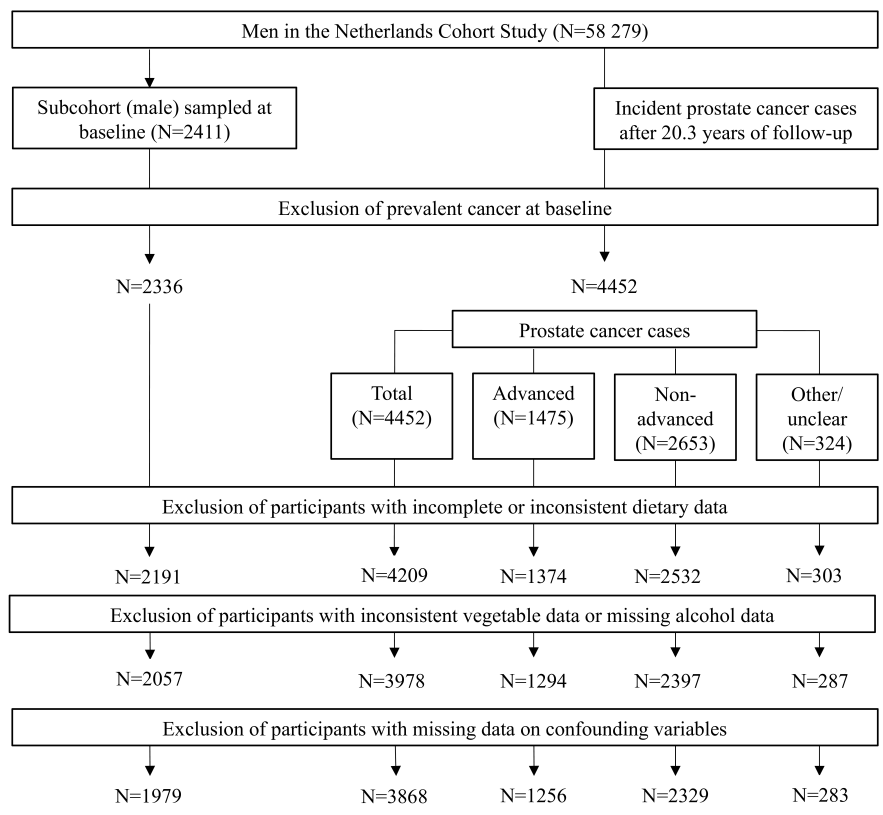 Men in the Netherlands Cohort Study (N=58 279)
Subcohort (male) sampled at
baseline (N=2411)
Incident prostate cancer cases
after 20.3 years of follow-up
Exclusion of prevalent cancer at baseline
N=2336
N=4452
Prostate cancer cases
Total
(N=4452)
Advanced
(N=1475)
Non-
advanced
(N=2653)
Other/
unclear
(N=324)
Exclusion of participants with incomplete or inconsistent dietary data
N=2191
N=4209
N=1374
N=2532
N=303
Exclusion of participants with inconsistent vegetable data or missing alcohol data
N=2057
N=3978
N=1294
N=2397
N=287
Exclusion of participants with missing data on confounding variables
N=1979
N=3868
N=1256
N=2329
N=283